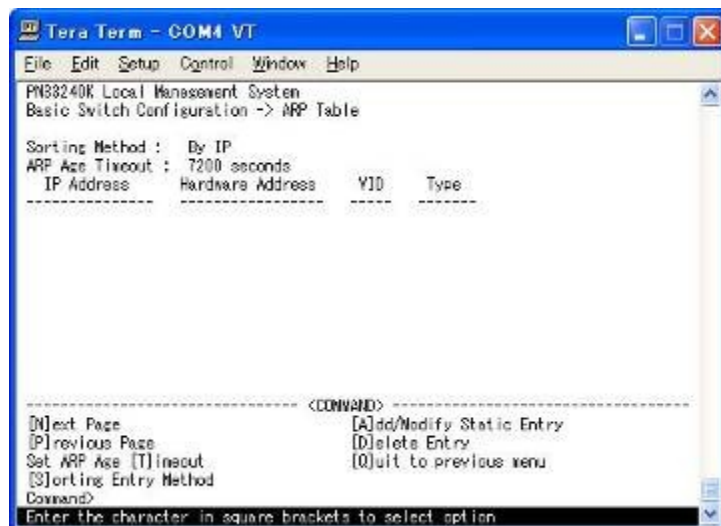 Tera Term - COM4 VT
File Edit Setup Control Window Help
PN33240K Local Management System
Basic Switch Configuration -> ARP Table
Sorting Method : By IP
ARP Age Timeout : 7200 seconds
IP Address Hardware Address VID Type
--------------- ----------------- ----- -------
-------------------------------- <COMMAND> -----------------------------------
[N]ext Page [A]dd/Modify Static Entry
[P]revious Page [D]elete Entry
Set ARP Age [T]imeout [Q]uit to previous menu
[S]orting Entry Method
Command>
Enter the character in square brackets to select option